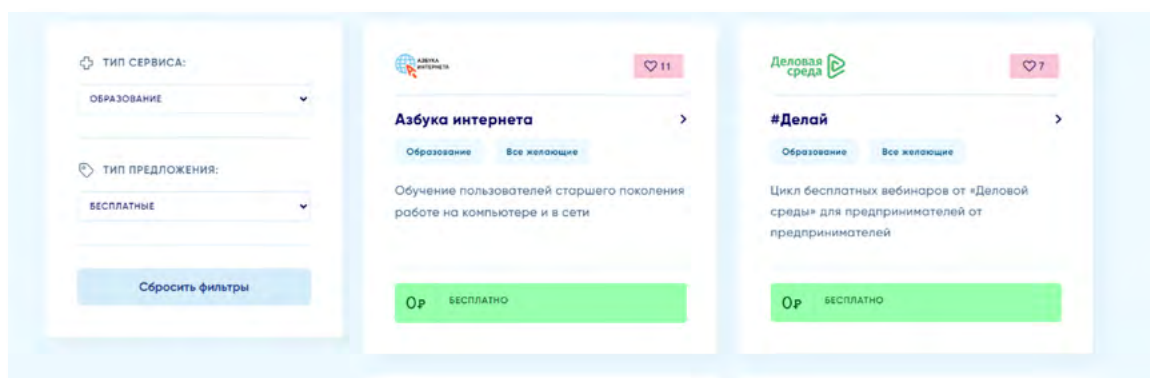 ТИП СЕРВИСА:
ОБРАЗОВАНИЕ
ТИП ПРЕДЛОЖЕНИЯ:
БЕСПЛАТНЫЕ
Сбросить фильтры
АЗБУКА
ИНТЕРНЕТА
11
Азбука интернета
Образование Все желающие
Обучение пользователей старшего поколения
работе на компьютере и в сети
0₽ БЕСПЛАТНО
Деловая
среда
7
#Делай
Образование Все желающие
Цикл бесплатных вебинаров от «Деловой
среды» для предпринимателей от
предпринимателей
0₽ БЕСПЛАТНО